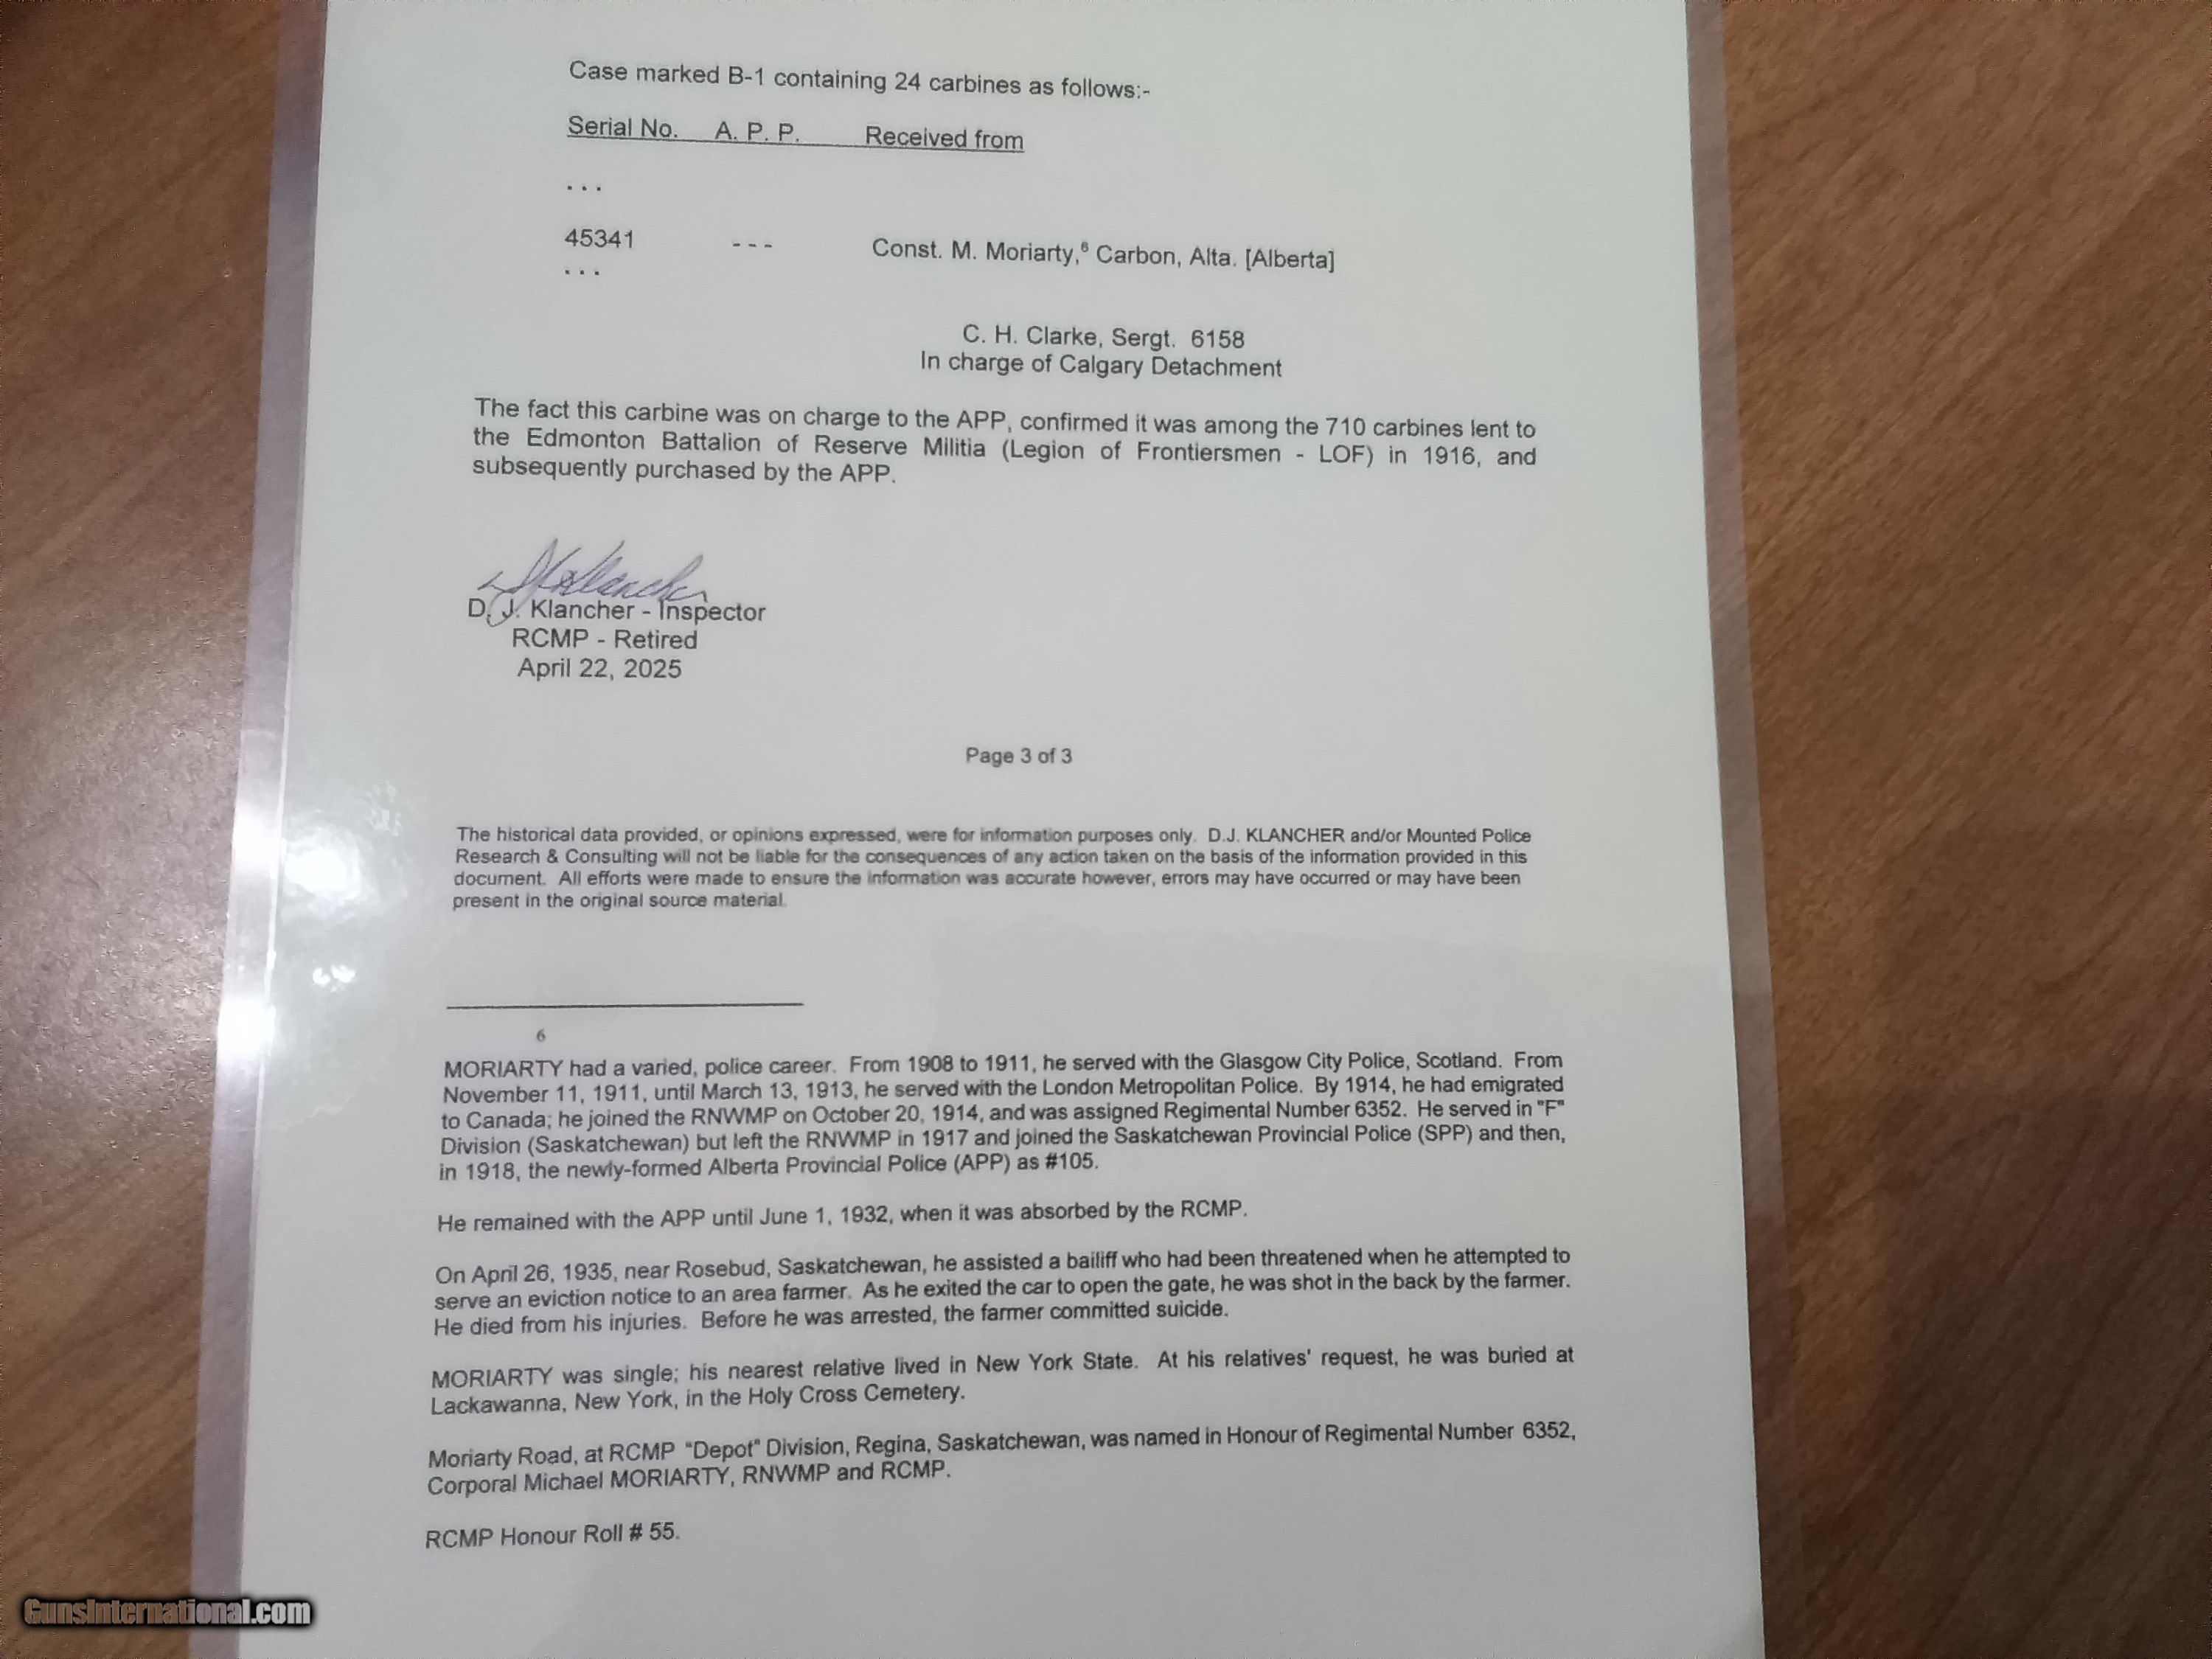 Case marked B-1 containing 24 carbines as follows:-
Serial No. A. P. P. Received from
. . .
45341 - - - Const. M. Moriarty,⁶ Carbon, Alta. [Alberta]
. . .
C. H. Clarke, Sergt. 6158
In charge of Calgary Detachment
The fact this carbine was on charge to the APP, confirmed it was among the 710 carbines lent to
the Edmonton Battalion of Reserve Militia (Legion of Frontiersmen - LOF) in 1916, and
subsequently purchased by the APP.
D. J. Klancher - Inspector
RCMP - Retired
April 22, 2025
Page 3 of 3
The historical data provided, or opinions expressed, were for information purposes only. D.J. KLANCHER and/or Mounted Police
Research & Consulting will not be liable for the consequences of any action taken on the basis of the information provided in this
document. All efforts were made to ensure the information was accurate however, errors may have occurred or may have been
present in the original source material.
6
MORIARTY had a varied, police career. From 1908 to 1911, he served with the Glasgow City Police, Scotland. From
November 11, 1911, until March 13, 1913, he served with the London Metropolitan Police. By 1914, he had emigrated
to Canada; he joined the RNWMP on October 20, 1914, and was assigned Regimental Number 6352. He served in "F"
Division (Saskatchewan) but left the RNWMP in 1917 and joined the Saskatchewan Provincial Police (SPP) and then,
in 1918, the newly-formed Alberta Provincial Police (APP) as #105.
He remained with the APP until June 1, 1932, when it was absorbed by the RCMP.
On April 26, 1935, near Rosebud, Saskatchewan, he assisted a bailiff who had been threatened when he attempted to
serve an eviction notice to an area farmer. As he exited the car to open the gate, he was shot in the back by the farmer.
He died from his injuries. Before he was arrested, the farmer committed suicide.
MORIARTY was single; his nearest relative lived in New York State. At his relatives' request, he was buried at
Lackawanna, New York, in the Holy Cross Cemetery.
Moriarty Road, at RCMP “Depot” Division, Regina, Saskatchewan, was named in Honour of Regimental Number 6352,
Corporal Michael MORIARTY, RNWMP and RCMP.
RCMP Honour Roll # 55.
GunsInternational.com